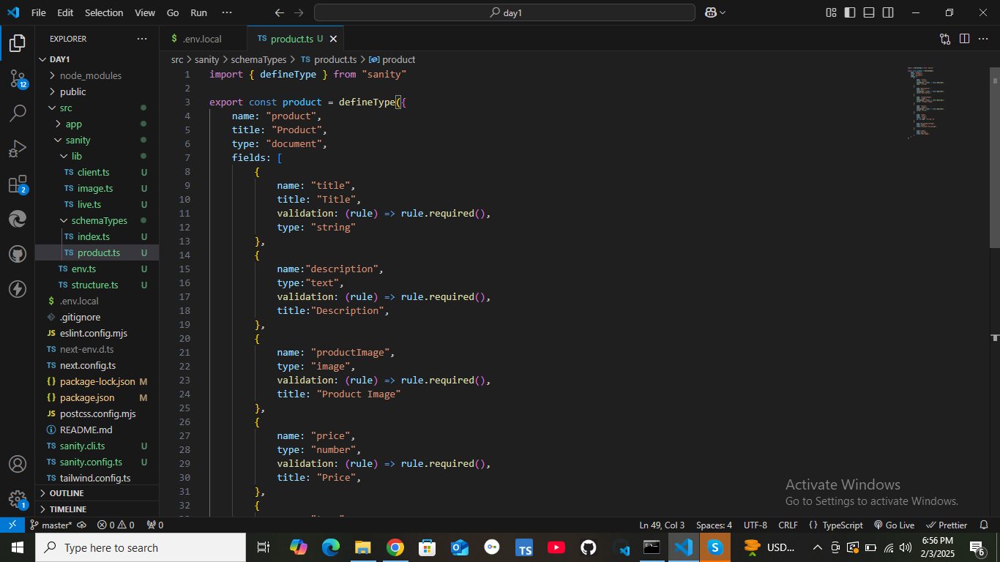 File Edit Selection View Go Run ··· day1
EXPLORER ···
$ .env.local
TS product.ts U
DAY1
node_modules
public
src
app
sanity
lib
TS client.ts U
TS image.ts U
TS live.ts U
schemaTypes
TS index.ts U
TS product.ts U
TS env.ts U
TS structure.ts U
$ .env.local
.gitignore
JS eslint.config.mjs
TS next-env.d.ts
TS next.config.ts
{} package-lock.json M
{} package.json M
JS postcss.config.mjs
README.md
TS sanity.cli.ts U
TS sanity.config.ts U
TS tailwind.config.ts
OUTLINE
TIMELINE
12
2
1
src > sanity > schemaTypes > TS product.ts > product
1 import { defineType } from "sanity"
2
3 export const product = defineType({
4 name: "product",
5 title: "Product",
6 type: "document",
7 fields: [
8 {
9 name: "title",
10 title: "Title",
11 validation: (rule) => rule.required(),
12 type: "string"
13 },
14 {
15 name:"description",
16 type:"text",
17 validation: (rule) => rule.required(),
18 title:"Description",
19 },
20 {
21 name: "productImage",
22 type: "image",
23 validation: (rule) => rule.required(),
24 title: "Product Image"
25 },
26 {
27 name: "price",
28 type: "number",
29 validation: (rule) => rule.required(),
30 title: "Price",
31 },
32 {
Activate Windows
Go to Settings to activate Windows.
master* 0 0 0 Ln 49, Col 3 Spaces: 4 UTF-8 CRLF {} TypeScript Go Live Prettier
Type here to search
TS
USD...
6:56 PM
2/3/2025
6